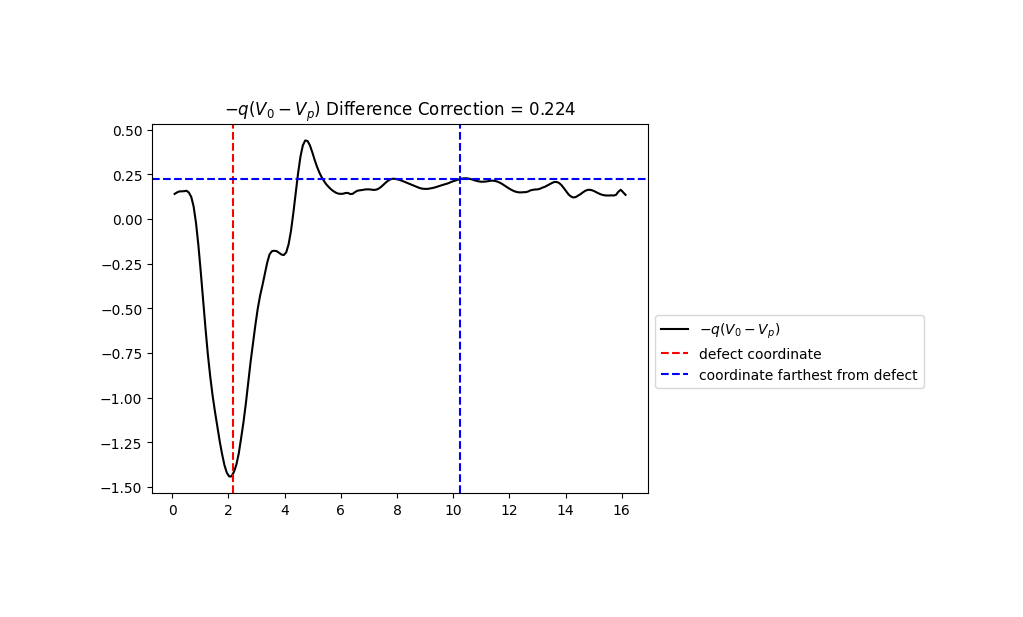 −q(V₀ − Vₚ) Difference Correction = 0.224
0.50
0.25
0.00
−0.25
−0.50
−0.75
−1.00
−1.25
−1.50
0 2 4 6 8 10 12 14 16
−q(V₀ − Vₚ)
defect coordinate
coordinate farthest from defect